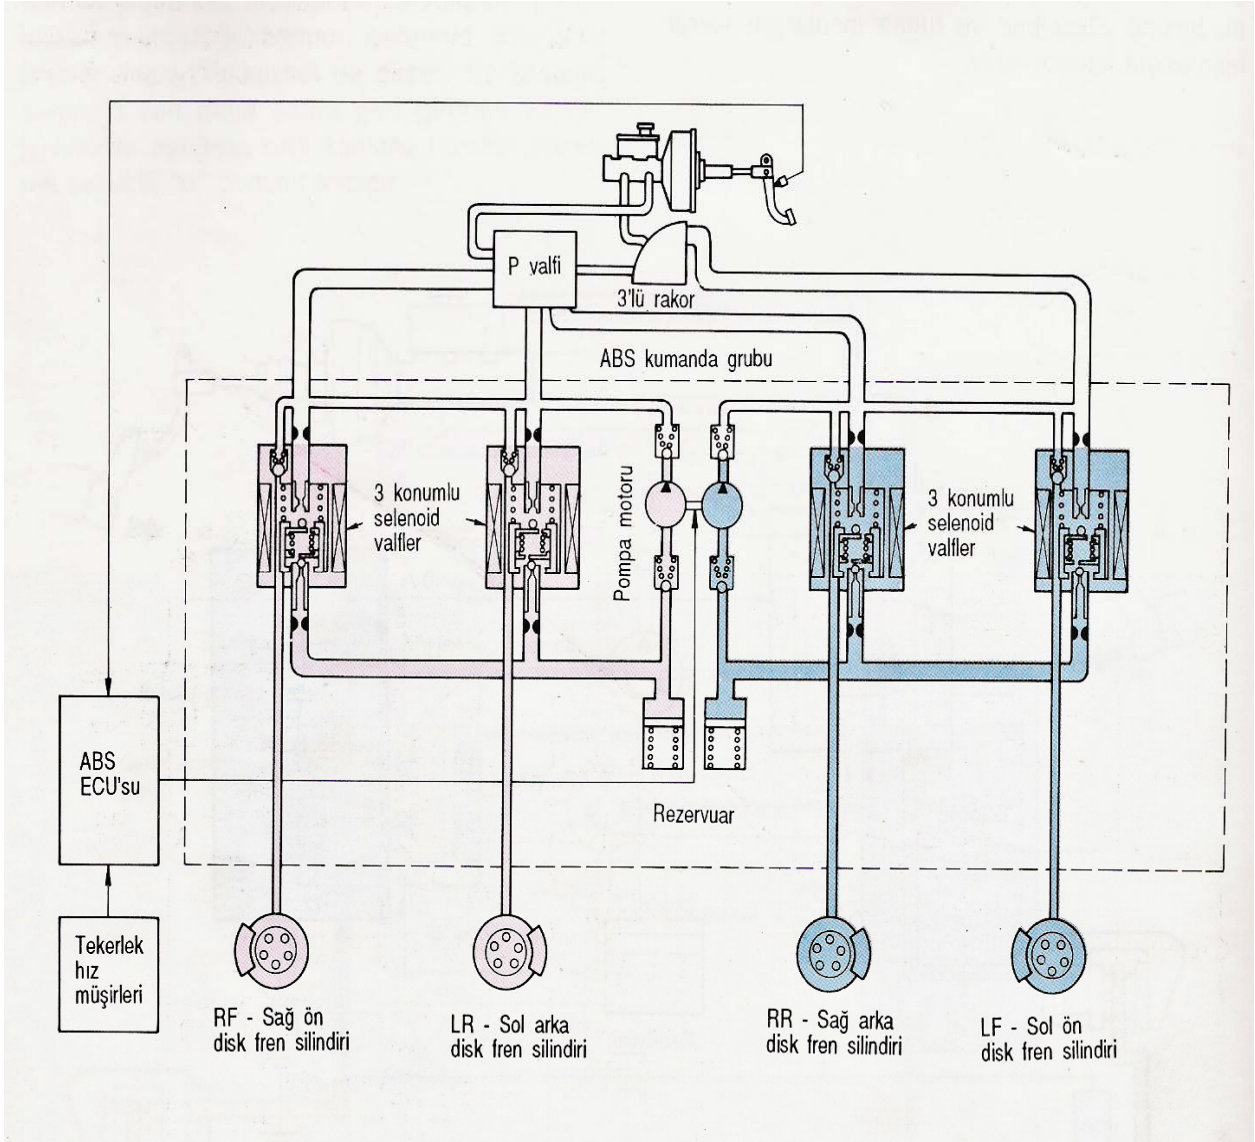 P valfi
3'lü rakor
ABS kumanda grubu
3 konumlu
selenoid
valfler
Pompa motoru
3 konumlu
selenoid
valfler
ABS
ECU'su
Rezervuar
Tekerlek
hız
müşirleri
RF - Sağ ön
disk fren silindiri
LR - Sol arka
disk fren silindiri
RR - Sağ arka
disk fren silindiri
LF - Sol ön
disk fren silindiri